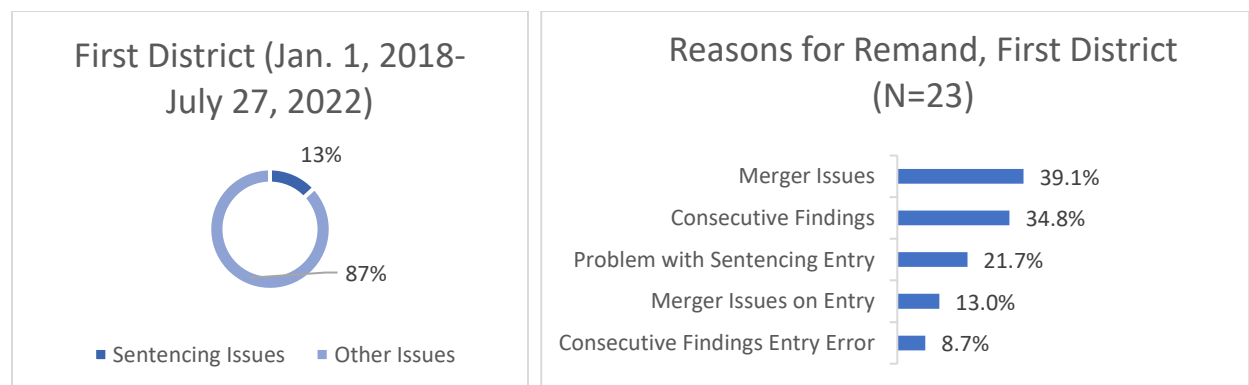 First District (Jan. 1, 2018-
July 27, 2022)
13%
87%
Sentencing Issues
Other Issues
Reasons for Remand, First District
(N=23)
Merger Issues
39.1%
Consecutive Findings
34.8%
Problem with Sentencing Entry
21.7%
Merger Issues on Entry
13.0%
Consecutive Findings Entry Error
8.7%